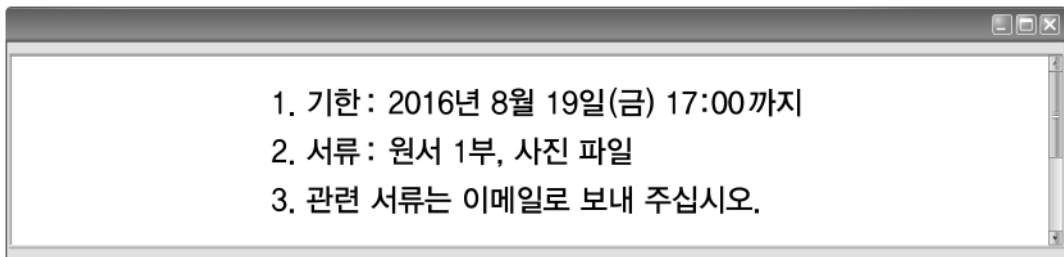 1. 기한 : 2016년 8월 19일(금) 17:00까지
2. 서류 : 원서 1부, 사진 파일
3. 관련 서류는 이메일로 보내 주십시오.